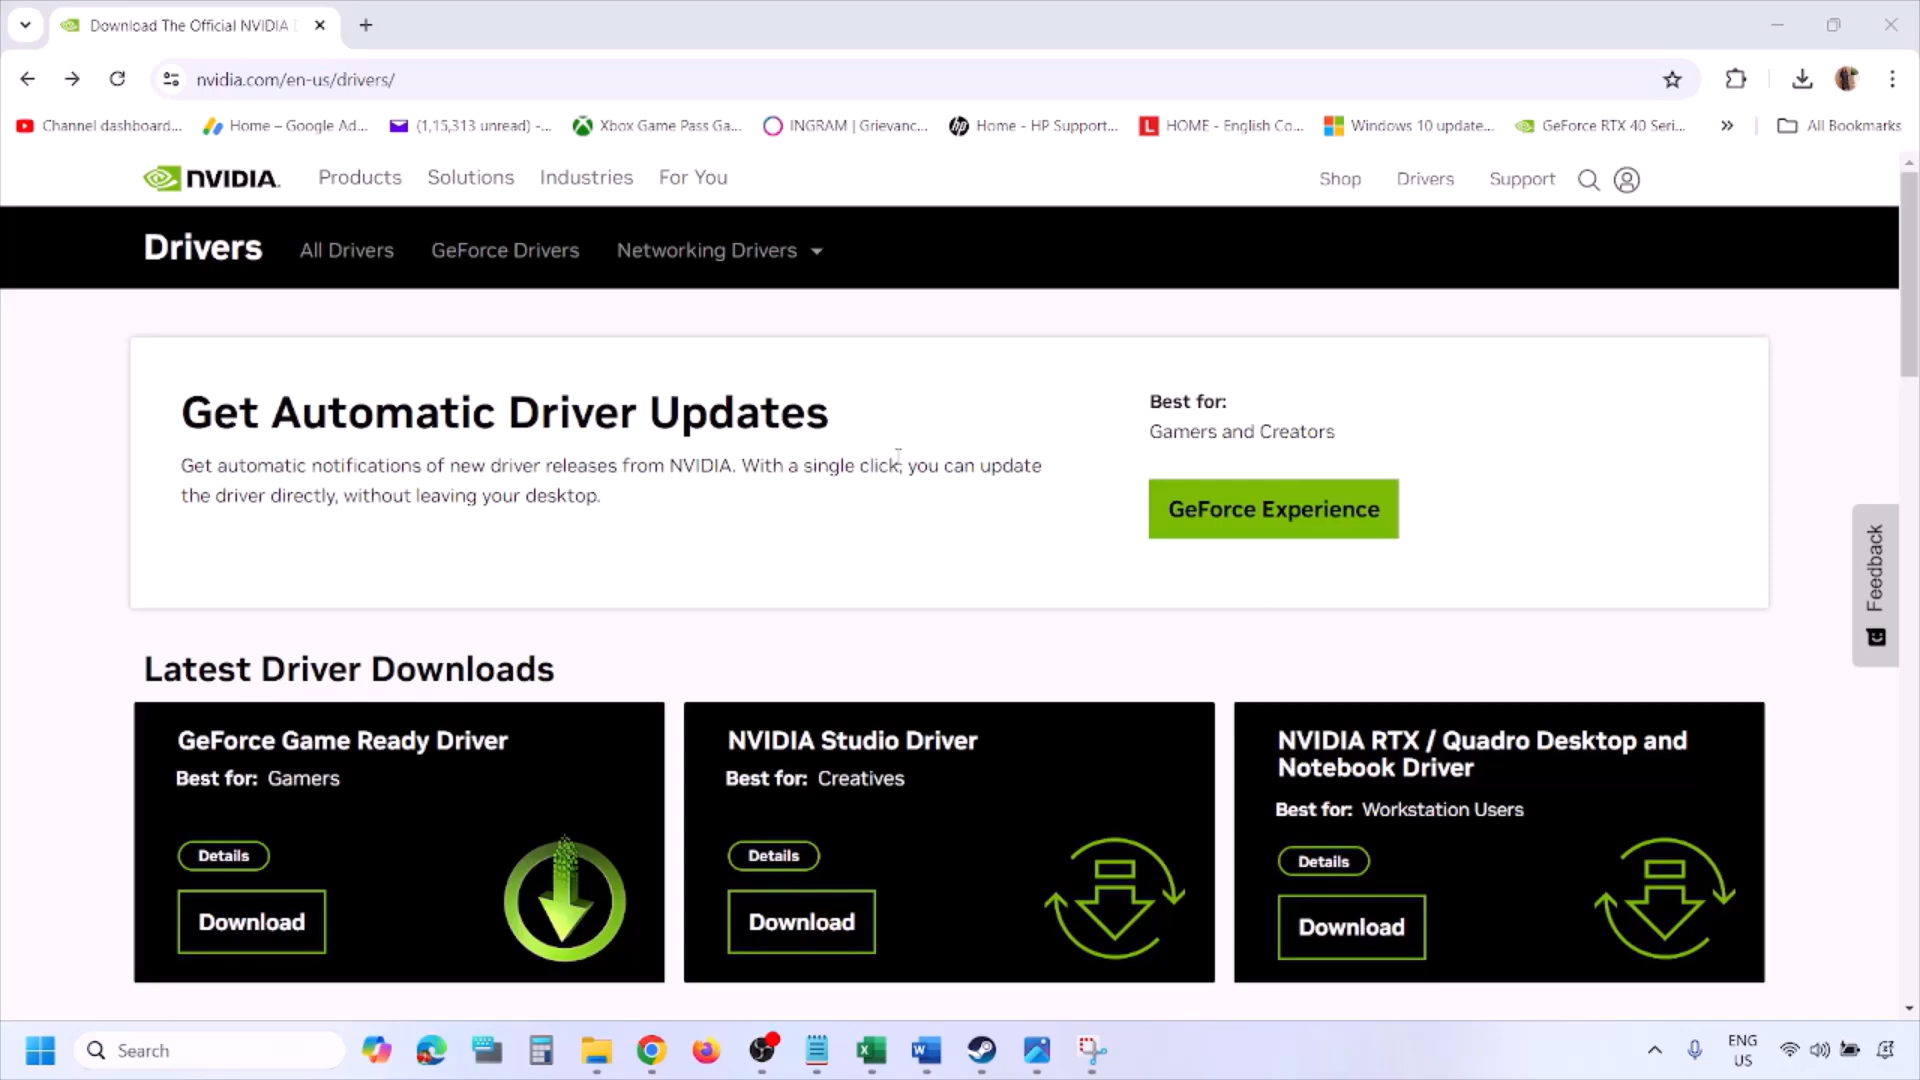 Download The Official NVIDIA
nvidia.com/en-us/drivers/
Channel dashboard... Home – Google Ad... (1,15,313 unread) -... Xbox Game Pass Ga... INGRAM | Grievanc... Home - HP Support... HOME - English Co... Windows 10 update... GeForce RTX 40 Seri... » All Bookmarks
NVIDIA. Products Solutions Industries For You Shop Drivers Support
Drivers All Drivers GeForce Drivers Networking Drivers
Get Automatic Driver Updates
Get automatic notifications of new driver releases from NVIDIA. With a single click, you can update
the driver directly, without leaving your desktop.
Best for:
Gamers and Creators
GeForce Experience
Feedback
Latest Driver Downloads
GeForce Game Ready Driver
Best for: Gamers
Details
Download
NVIDIA Studio Driver
Best for: Creatives
Details
Download
NVIDIA RTX / Quadro Desktop and
Notebook Driver
Best for: Workstation Users
Details
Download
Search
ENG
US